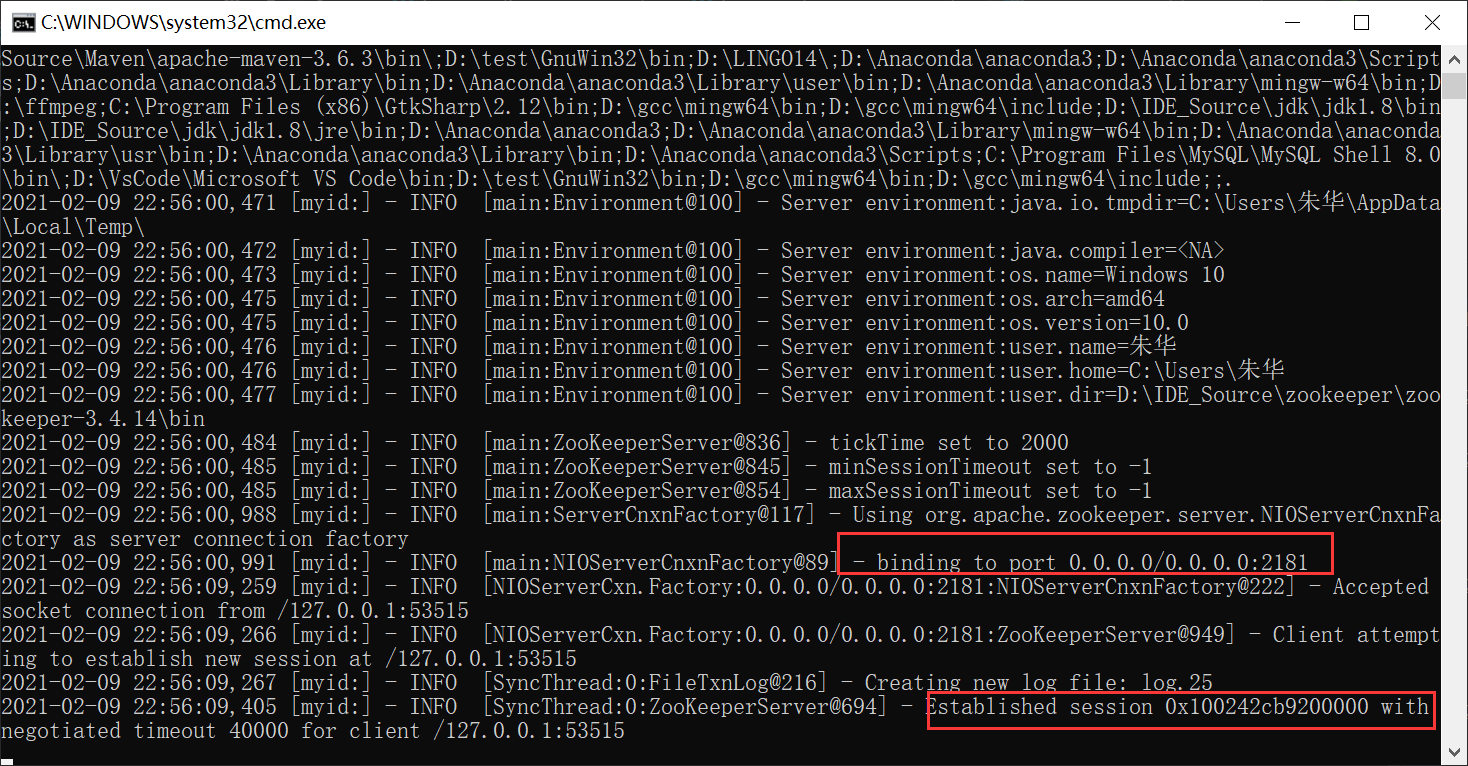 C:\WINDOWS\system32\cmd.exe
Source\Maven\apache-maven-3.6.3\bin\;D:\test\GnuWin32\bin;D:\LINGO14\;D:\Anaconda\anaconda3;D:\Anaconda\anaconda3\Script
s;D:\Anaconda\anaconda3\Library\bin;D:\Anaconda\anaconda3\Library\user\bin;D:\Anaconda\anaconda3\Library\mingw-w64\bin;D
:\ffmpeg;C:\Program Files (x86)\GtkSharp\2.12\bin;D:\gcc\mingw64\bin;D:\gcc\mingw64\include;D:\IDE_Source\jdk\jdk1.8\bin
;D:\IDE_Source\jdk\jdk1.8\jre\bin;D:\Anaconda\anaconda3;D:\Anaconda\anaconda3\Library\mingw-w64\bin;D:\Anaconda\anaconda
3\Library\usr\bin;D:\Anaconda\anaconda3\Library\bin;D:\Anaconda\anaconda3\Scripts;C:\Program Files\MySQL\MySQL Shell 8.0
\bin\;D:\VsCode\Microsoft VS Code\bin;D:\test\GnuWin32\bin;D:\gcc\mingw64\bin;D:\gcc\mingw64\include;;.
2021-02-09 22:56:00,471 [myid:] - INFO  [main:Environment@100] - Server environment:java.io.tmpdir=C:\Users\朱华\AppData
\Local\Temp\
2021-02-09 22:56:00,472 [myid:] - INFO  [main:Environment@100] - Server environment:java.compiler=<NA>
2021-02-09 22:56:00,473 [myid:] - INFO  [main:Environment@100] - Server environment:os.name=Windows 10
2021-02-09 22:56:00,475 [myid:] - INFO  [main:Environment@100] - Server environment:os.arch=amd64
2021-02-09 22:56:00,475 [myid:] - INFO  [main:Environment@100] - Server environment:os.version=10.0
2021-02-09 22:56:00,476 [myid:] - INFO  [main:Environment@100] - Server environment:user.name=朱华
2021-02-09 22:56:00,476 [myid:] - INFO  [main:Environment@100] - Server environment:user.home=C:\Users\朱华
2021-02-09 22:56:00,477 [myid:] - INFO  [main:Environment@100] - Server environment:user.dir=D:\IDE_Source\zookeeper\zoo
keeper-3.4.14\bin
2021-02-09 22:56:00,484 [myid:] - INFO  [main:ZooKeeperServer@836] - tickTime set to 2000
2021-02-09 22:56:00,485 [myid:] - INFO  [main:ZooKeeperServer@845] - minSessionTimeout set to -1
2021-02-09 22:56:00,485 [myid:] - INFO  [main:ZooKeeperServer@854] - maxSessionTimeout set to -1
2021-02-09 22:56:00,988 [myid:] - INFO  [main:ServerCnxnFactory@117] - Using org.apache.zookeeper.server.NIOServerCnxnFa
ctory as server connection factory
2021-02-09 22:56:00,991 [myid:] - INFO  [main:NIOServerCnxnFactory@89] - binding to port 0.0.0.0/0.0.0.0:2181
2021-02-09 22:56:09,259 [myid:] - INFO  [NIOServerCxn.Factory:0.0.0.0/0.0.0.0:2181:NIOServerCnxnFactory@222] - Accepted
socket connection from /127.0.0.1:53515
2021-02-09 22:56:09,266 [myid:] - INFO  [NIOServerCxn.Factory:0.0.0.0/0.0.0.0:2181:ZooKeeperServer@949] - Client attempt
ing to establish new session at /127.0.0.1:53515
2021-02-09 22:56:09,267 [myid:] - INFO  [SyncThread:0:FileTxnLog@216] - Creating new log file: log.25
2021-02-09 22:56:09,405 [myid:] - INFO  [SyncThread:0:ZooKeeperServer@694] - Established session 0x100242cb9200000 with
negotiated timeout 40000 for client /127.0.0.1:53515